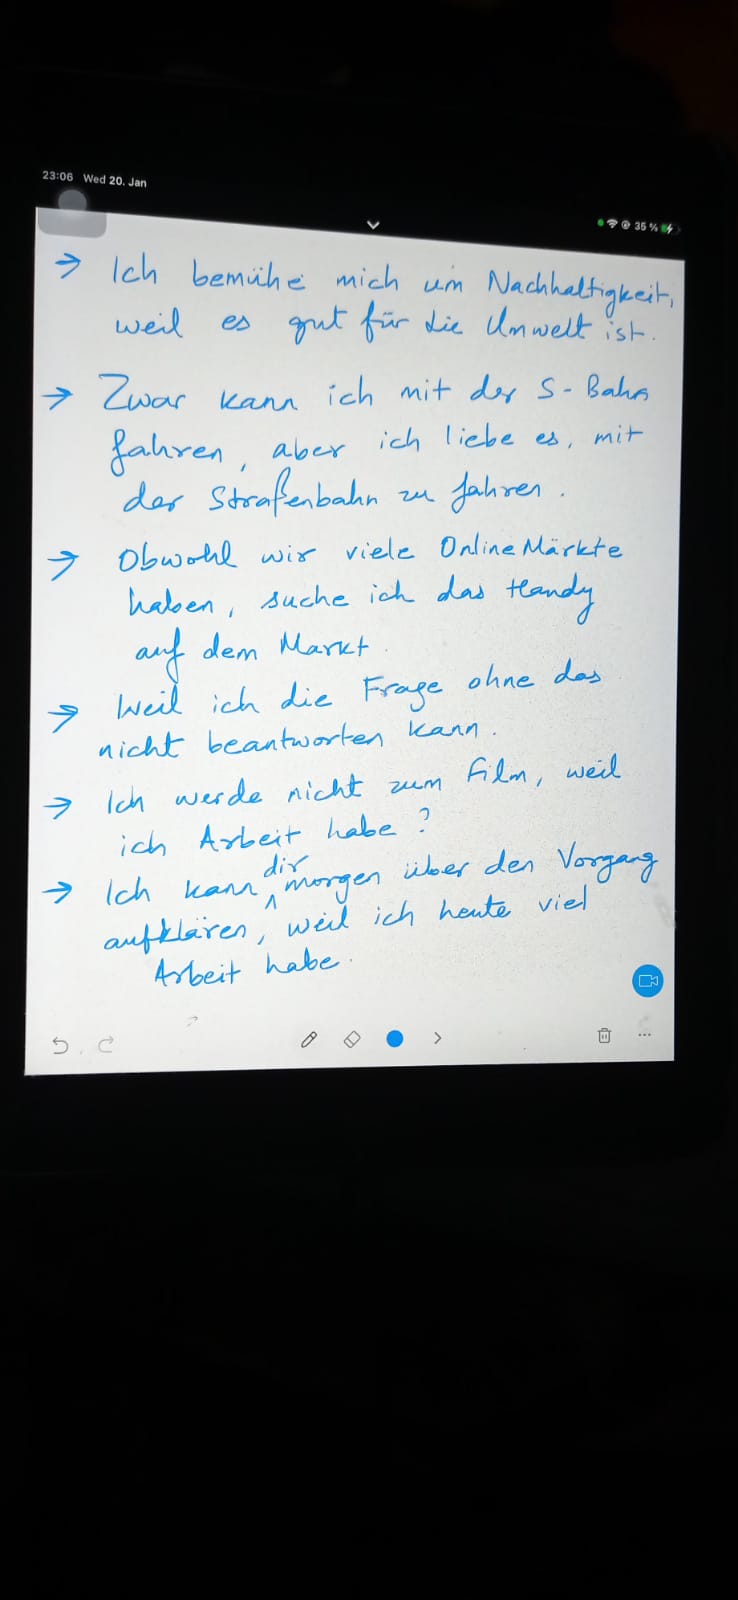 23:06 Wed 20. Jan
35 %
→ Ich bemühe mich um Nachhaltigkeit,
weil es gut für die Umwelt ist.
→ Zwar kann ich mit der S-Bahn
fahren, aber ich liebe es, mit
der Straßenbahn zu fahren.
→ Obwohl wir viele Online Märkte
haben, suche ich das Handy
auf dem Markt.
→ Weil ich die Frage ohne das
nicht beantworten kann.
→ Ich werde nicht zum Film, weil
ich Arbeit habe?
→ Ich kann dir morgen über den Vorgang
aufklären, weil ich heute viel
Arbeit habe.